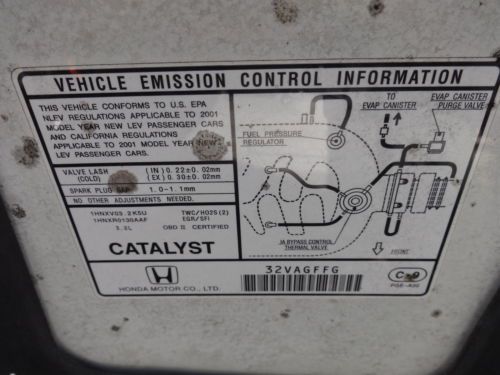 VEHICLE EMISSION CONTROL INFORMATION
THIS VEHICLE CONFORMS TO U.S. EPA
NLEV REGULATIONS APPLICABLE TO 2001
MODEL YEAR NEW LEV PASSENGER CARS
AND CALIFORNIA REGULATIONS
APPLICABLE TO 2001 MODEL YEAR NEW
LEV PASSENGER CARS.
VALVE LASH (IN) 0.22±0.02mm
(COLD) (EX) 0.30±0.02mm
SPARK PLUG GAP 1.0-1.1mm
NO OTHER ADJUSTMENTS NEEDED.
1HNXV03.2K5U TWC/HO2S(2)
1HNXR0130AAF EGR/SFI
3.2L OBD II CERTIFIED
CATALYST
HONDA MOTOR CO., LTD.
TO
EVAP CANISTER
EVAP CANISTER
PURGE VALVE
FUEL PRESSURE
REGULATOR
IA BYPASS CONTROL
THERMAL VALVE
FRONT
32VAGFFG
PGE-A30